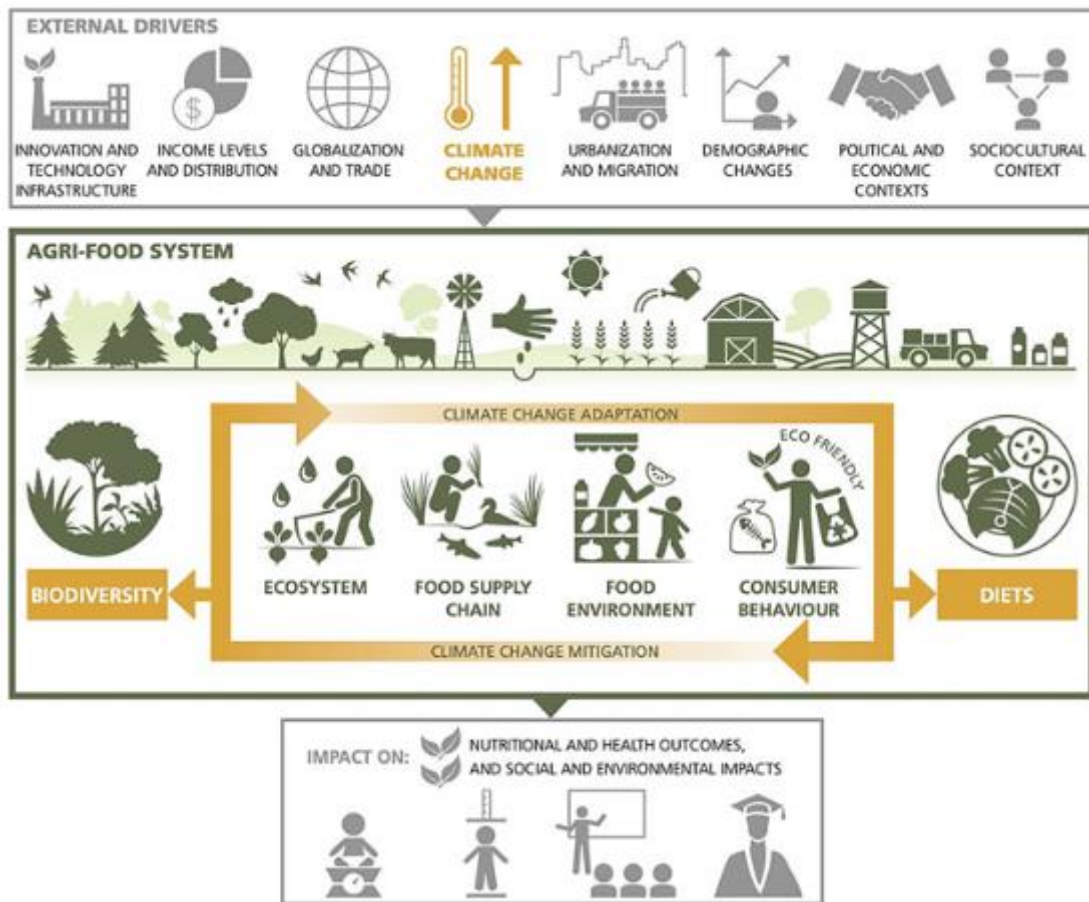 EXTERNAL DRIVERS
$
INNOVATION AND
TECHNOLOGY
INFRASTRUCTURE
INCOME LEVELS
AND DISTRIBUTION
GLOBALIZATION
AND TRADE
CLIMATE
CHANGE
URBANIZATION
AND MIGRATION
DEMOGRAPHIC
CHANGES
POLITICAL AND
ECONOMIC
CONTEXTS
SOCIOCULTURAL
CONTEXT
AGRI-FOOD SYSTEM
CLIMATE CHANGE ADAPTATION
ECO FRIENDLY
ECOSYSTEM
FOOD SUPPLY
CHAIN
FOOD
ENVIRONMENT
CONSUMER
BEHAVIOUR
BIODIVERSITY
DIETS
CLIMATE CHANGE MITIGATION
IMPACT ON:
NUTRITIONAL AND HEALTH OUTCOMES,
AND SOCIAL AND ENVIRONMENTAL IMPACTS